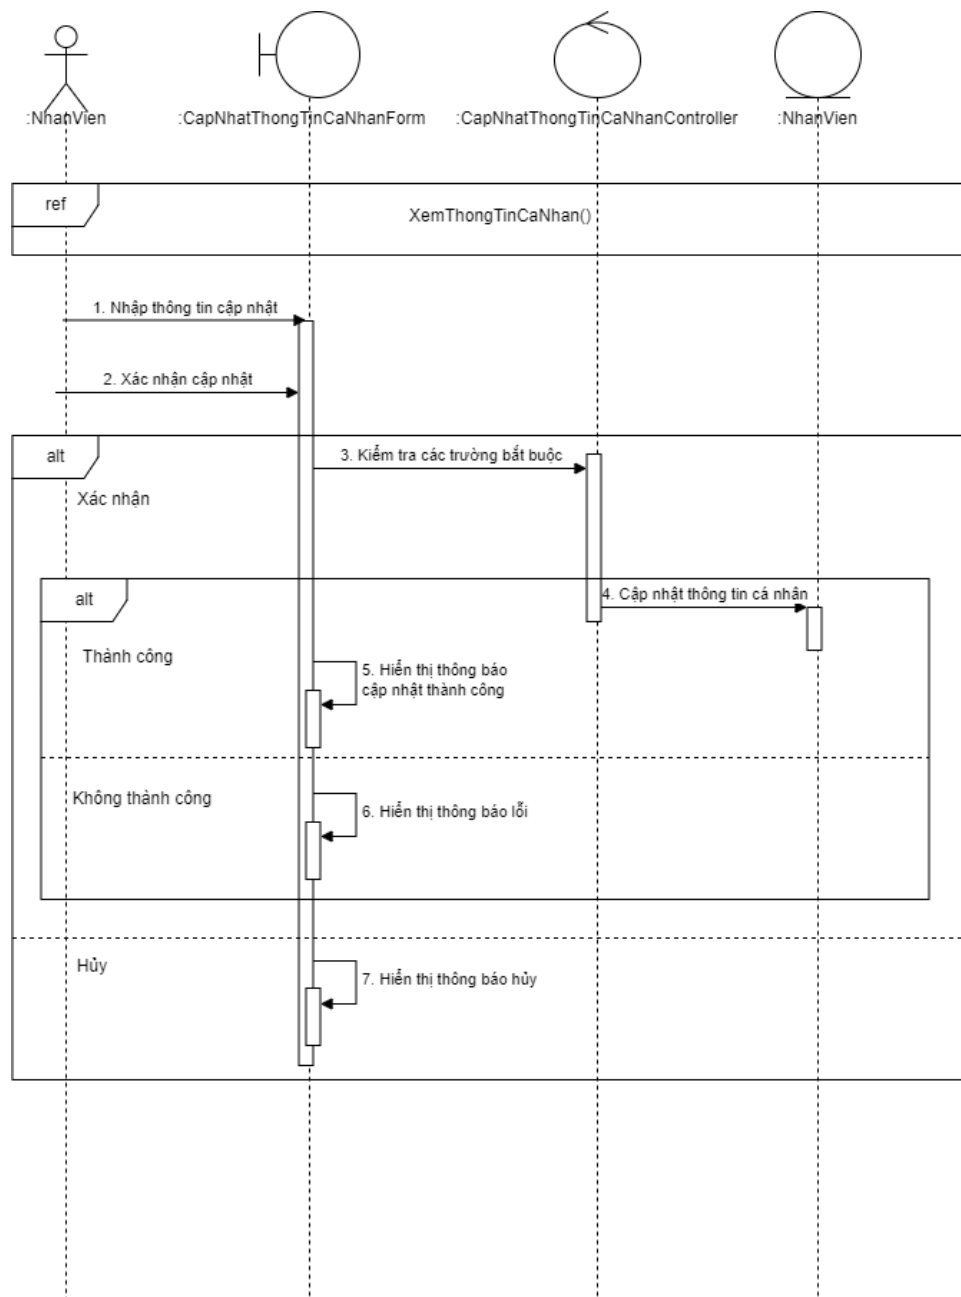 :NhanVien
:CapNhatThongTinCaNhanForm
:CapNhatThongTinCaNhanController
:NhanVien
ref
XemThongTinCaNhan()
1. Nhập thông tin cập nhật
2. Xác nhận cập nhật
alt
3. Kiểm tra các trường bắt buộc
Xác nhận
alt
4. Cập nhật thông tin cá nhân
Thành công
5. Hiển thị thông báo
cập nhật thành công
Không thành công
6. Hiển thị thông báo lỗi
Hủy
7. Hiển thị thông báo hủy